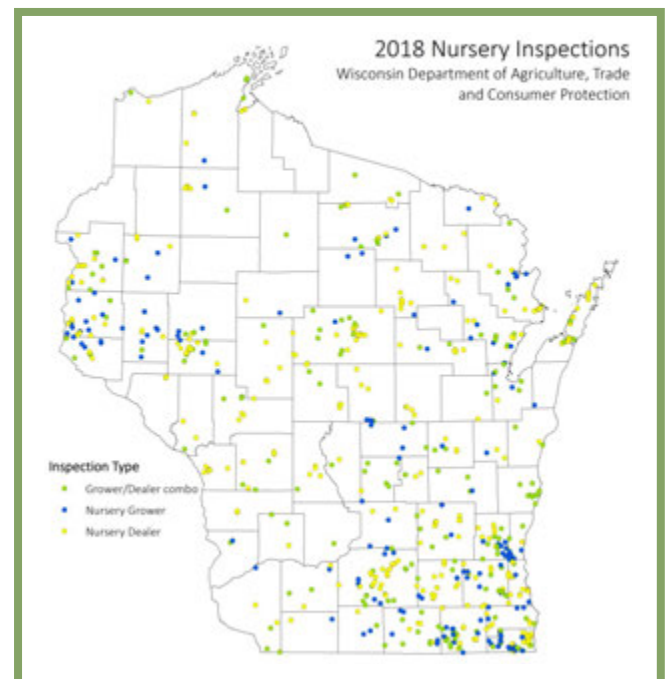 2018 Nursery Inspections
Wisconsin Department of Agriculture, Trade
and Consumer Protection
Inspection Type
Grower/Dealer combo
Nursery Grower
Nursery Dealer